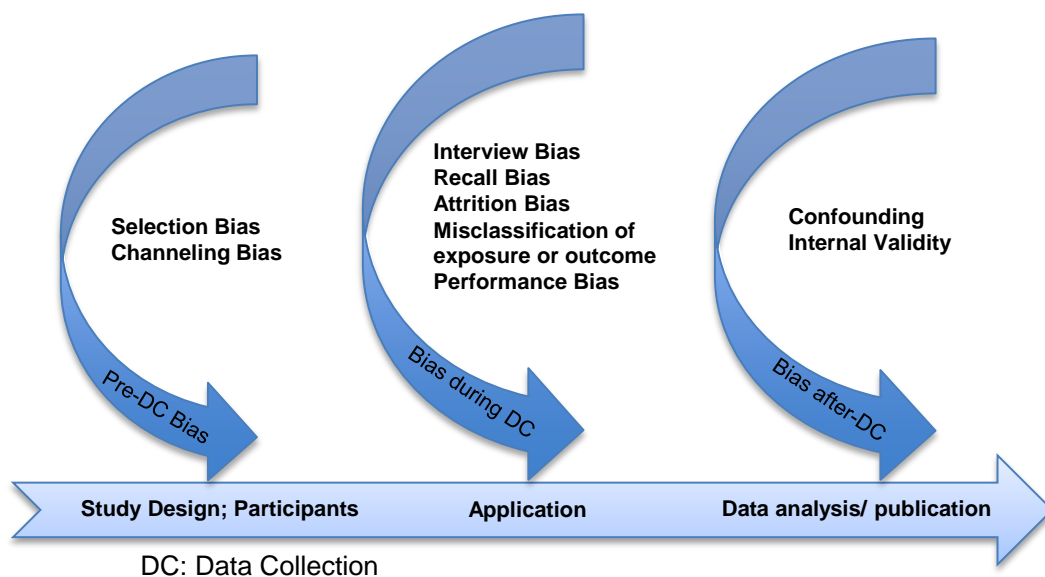 Selection Bias
Channeling Bias
Pre-DC Bias
Interview Bias
Recall Bias
Attrition Bias
Misclassification of
exposure or outcome
Performance Bias
Bias during DC
Confounding
Internal Validity
Bias after-DC
Study Design; Participants
Application
Data analysis/ publication
DC: Data Collection